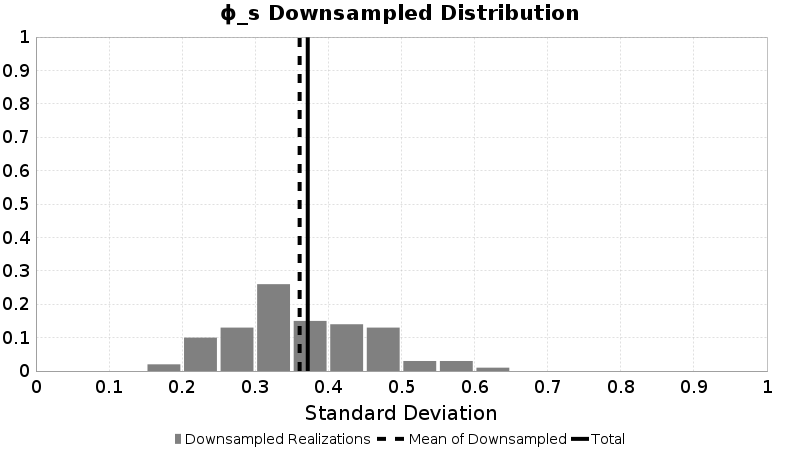 ϕ_s Downsampled Distribution
1
0.9
0.8
0.7
0.6
0.5
0.4
0.3
0.2
0.1
0
0 0.1 0.2 0.3 0.4 0.5 0.6 0.7 0.8 0.9 1
Standard Deviation
Downsampled Realizations Mean of Downsampled Total